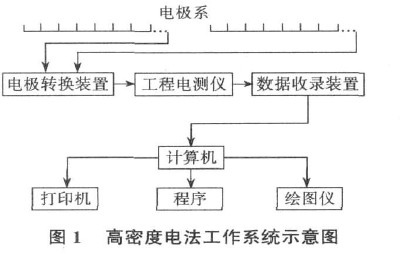 电极系
电极转换装置 工程电测仪 数据收录装置
计算机
打印机 程序 绘图仪
图1 高密度电法工作系统示意图